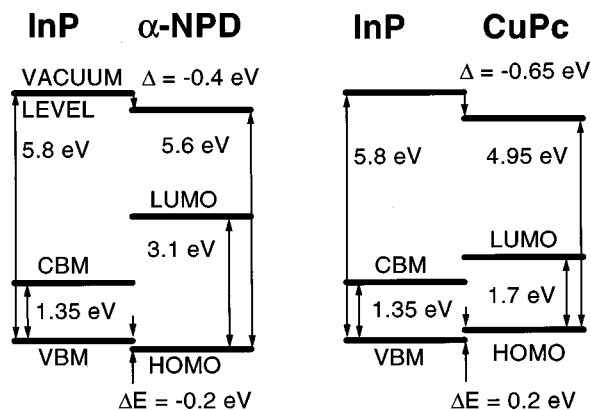 InP α-NPD
VACUUM Δ = -0.4 eV
LEVEL
5.8 eV 5.6 eV
LUMO
3.1 eV
CBM
1.35 eV
VBM HOMO
ΔE = -0.2 eV
InP CuPc
Δ = -0.65 eV
5.8 eV 4.95 eV
LUMO
CBM
1.35 eV 1.7 eV
VBM HOMO
ΔE = 0.2 eV